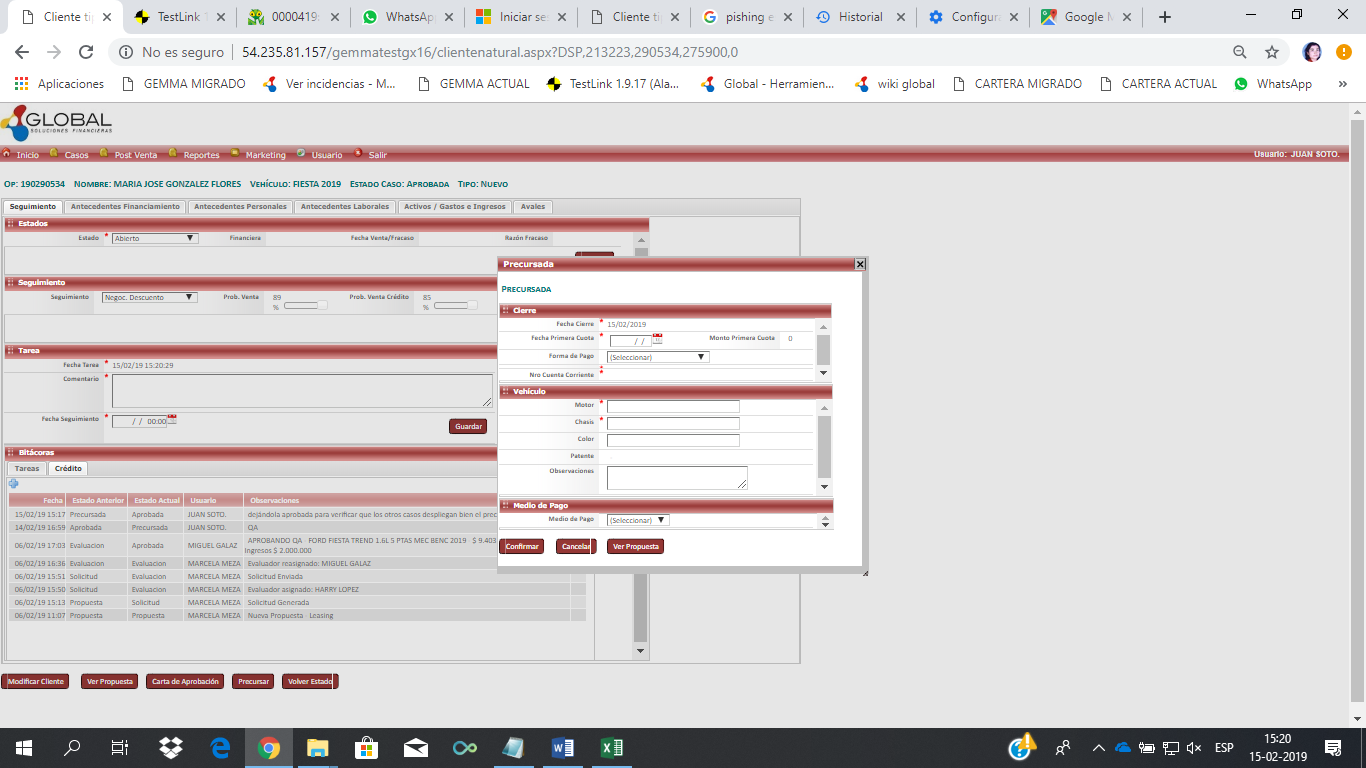 Cliente ti
TestLink 1
0000419
WhatsAp
Iniciar se
Cliente ti
pishing e
Historial
Configura
Google M
No es seguro
54.235.81.157/gemmatestgx16/clientenatural.aspx?DSP,213223,290534,275900,0
Aplicaciones
GEMMA MIGRADO
Ver incidencias - M...
GEMMA ACTUAL
TestLink 1.9.17 (Ala...
Global - Herramien...
wiki global
CARTERA MIGRADO
CARTERA ACTUAL
WhatsApp
»
GLOBAL
SOLUCIONES FINANCIERAS
Inicio Casos Post Venta Reportes Marketing Usuario Salir
Usuario: JUAN SOTO.
OP: 190290534 NOMBRE: MARIA JOSE GONZALEZ FLORES VEHÍCULO: FIESTA 2019 ESTADO CASO: APROBADA TIPO: NUEVO
Seguimiento Antecedentes Financiamiento Antecedentes Personales Antecedentes Laborales Activos / Gastos e Ingresos Avales
Estados
Estado * Abierto Financiera Fecha Venta/Fracaso Razón Fracaso
Seguimiento
Seguimiento Negoc. Descuento Prob. Venta 89 % Prob. Venta Crédito 85 %
Tarea
Fecha Tarea * 15/02/19 15:20:29
Comentario *
Fecha Seguimiento * / / 00:00
Guardar
Bitácoras
Tareas Crédito
Fecha Estado Anterior Estado Actual Usuario Observaciones
15/02/19 15:17 Precursada Aprobada JUAN SOTO. dejándola aprobada para verificar que los otros casos despliegan bien el prec
14/02/19 16:59 Aprobada Precursada JUAN SOTO. QA
06/02/19 17:03 Evaluacion Aprobada MIGUEL GALAZ APROBANDO QA - FORD FIESTA TREND 1.6L 5 PTAS MEC BENC 2019 - $ 9.403
Ingresos $ 2.000.000
06/02/19 16:36 Evaluacion Evaluacion MARCELA MEZA Evaluador reasignado: MIGUEL GALAZ
06/02/19 15:51 Solicitud Evaluacion MARCELA MEZA Solicitud Enviada
06/02/19 15:50 Solicitud Evaluacion MARCELA MEZA Evaluador asignado: HARRY LOPEZ
06/02/19 15:13 Propuesta Solicitud MARCELA MEZA Solicitud Generada
06/02/19 11:07 Propuesta Propuesta MARCELA MEZA Nueva Propuesta - Leasing
Modificar Cliente Ver Propuesta Carta de Aprobación Precursar Volver Estado
Precursada
PRECURSADA
Cierre
Fecha Cierre * 15/02/2019
Fecha Primera Cuota * / / Monto Primera Cuota 0
Forma de Pago * (Seleccionar)
Nro Cuenta Corriente *
Vehículo
Motor *
Chasis *
Color
Patente
Observaciones
Medio de Pago
Medio de Pago (Seleccionar)
Confirmar Cancelar Ver Propuesta
ESP
15:20
15-02-2019